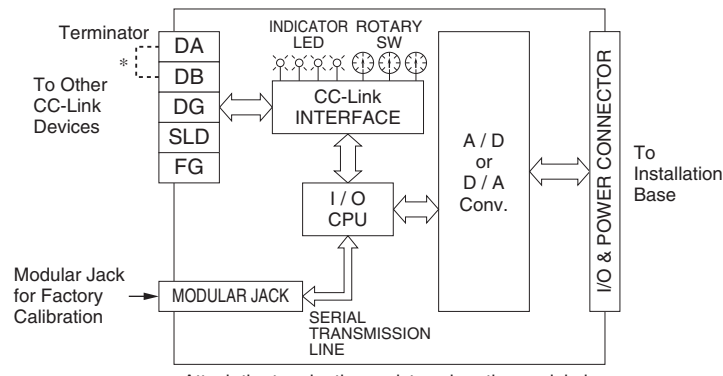 Terminator
*
DA
DB
DG
SLD
FG
To Other
CC-Link
Devices
INDICATOR
LED
ROTARY
SW
CC-Link
INTERFACE
I / O
CPU
A / D
or
D / A
Conv.
I/O & POWER CONNECTOR
To
Installation
Base
Modular Jack
for Factory
Calibration
MODULAR JACK
SERIAL
TRANSMISSION
LINE